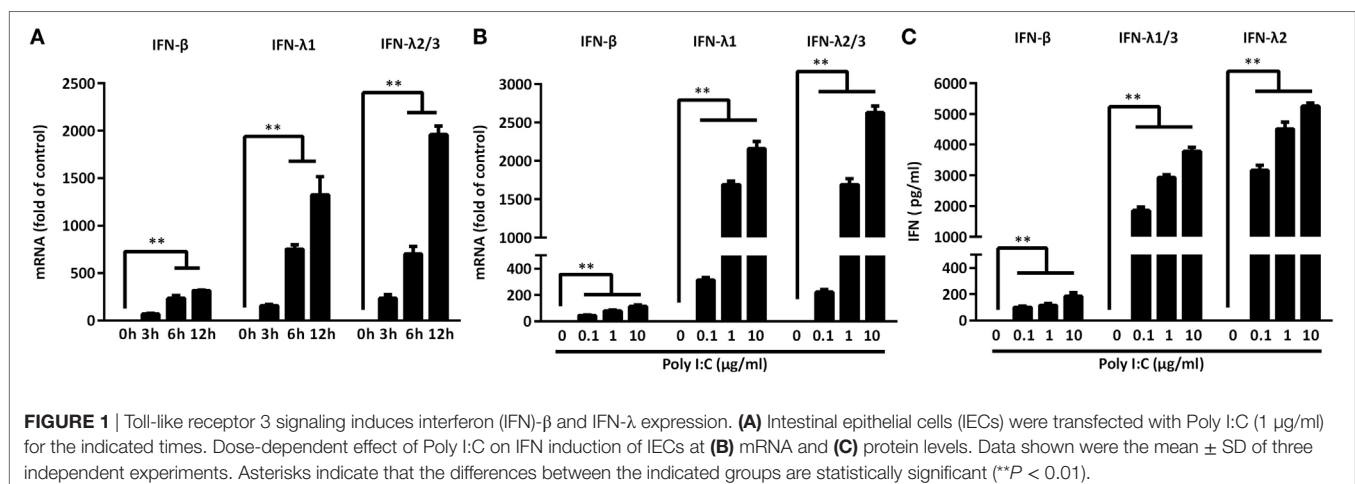 A
IFN-β IFN-λ1 IFN-λ2/3
mRNA (fold of control)
2500
2000
1500
1000
500
0
** ** **
0h 3h 6h 12h 0h 3h 6h 12h 0h 3h 6h 12h
B
IFN-β IFN-λ1 IFN-λ2/3
mRNA (fold of control)
3000
2500
2000
1500
1000
400
200
0
** ** **
0 0.1 1 10 0 0.1 1 10 0 0.1 1 10
Poly I:C (μg/ml)
C
IFN-β IFN-λ1/3 IFN-λ2
IFN ( pg/ml)
6000
5000
4000
3000
2000
1000
400
200
0
** ** **
0 0.1 1 10 0 0.1 1 10 0 0.1 1 10
Poly I:C (μg/ml)
FIGURE 1 | Toll-like receptor 3 signaling induces interferon (IFN)-β and IFN-λ expression. (A) Intestinal epithelial cells (IECs) were transfected with Poly I:C (1 μg/ml)
for the indicated times. Dose-dependent effect of Poly I:C on IFN induction of IECs at (B) mRNA and (C) protein levels. Data shown were the mean ± SD of three
independent experiments. Asterisks indicate that the differences between the indicated groups are statistically significant (**P < 0.01).